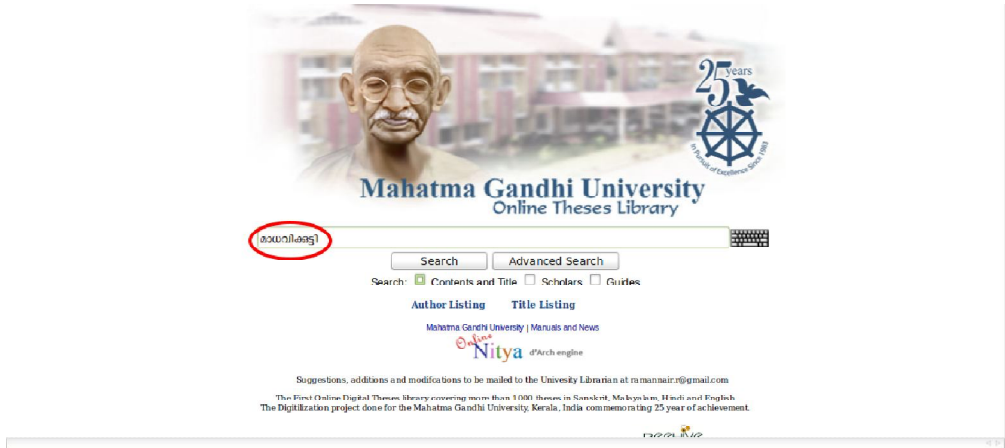 25 years
In Pursuit of Excellence Since 1983
Mahatma Gandhi University
Online Theses Library
മാധവിക്കുട്ടി
Search Advanced Search
Search: Contents and Title Scholars Guides
Author Listing Title Listing
Mahatma Gandhi University | Manuals and News
Online
Nitya d'Arch engine
Suggestions, additions and modifcations to be mailed to the Univesity Librarian at ramannair.r@gmail.com
The First Online Digital Theses library covering more than 1000 theses in Sanskrit, Malayalam, Hindi and English
The Digitilization project done for the Mahatma Gandhi University, Kerala, India commemorating 25 year of achievement.